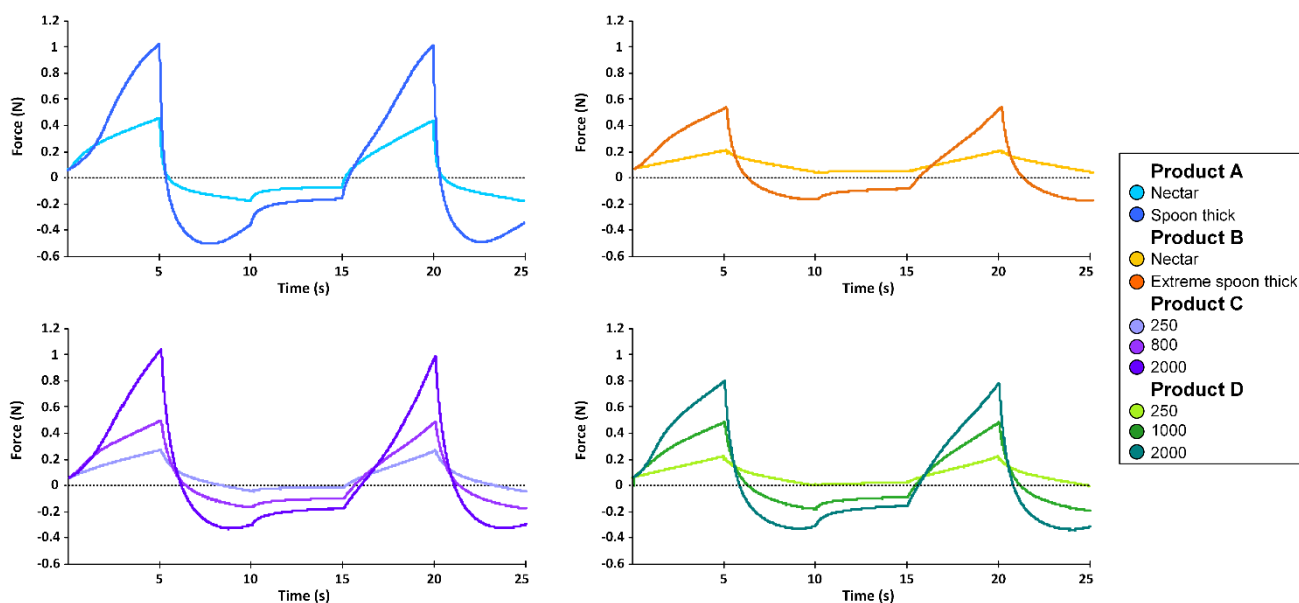 1.2
1
0.8
0.6
0.4
0.2
0
-0.2
-0.4
-0.6
Force (N)
5 10 15 20 25
Time (s)
1.2
1
0.8
0.6
0.4
0.2
0
-0.2
-0.4
-0.6
Force (N)
5 10 15 20 25
Time (s)
1.2
1
0.8
0.6
0.4
0.2
0
-0.2
-0.4
-0.6
Force (N)
5 10 15 20 25
Time (s)
1.2
1
0.8
0.6
0.4
0.2
0
-0.2
-0.4
-0.6
Force (N)
5 10 15 20 25
Time (s)
Product A
Nectar
Spoon thick
Product B
Nectar
Extreme spoon thick
Product C
250
800
2000
Product D
250
1000
2000